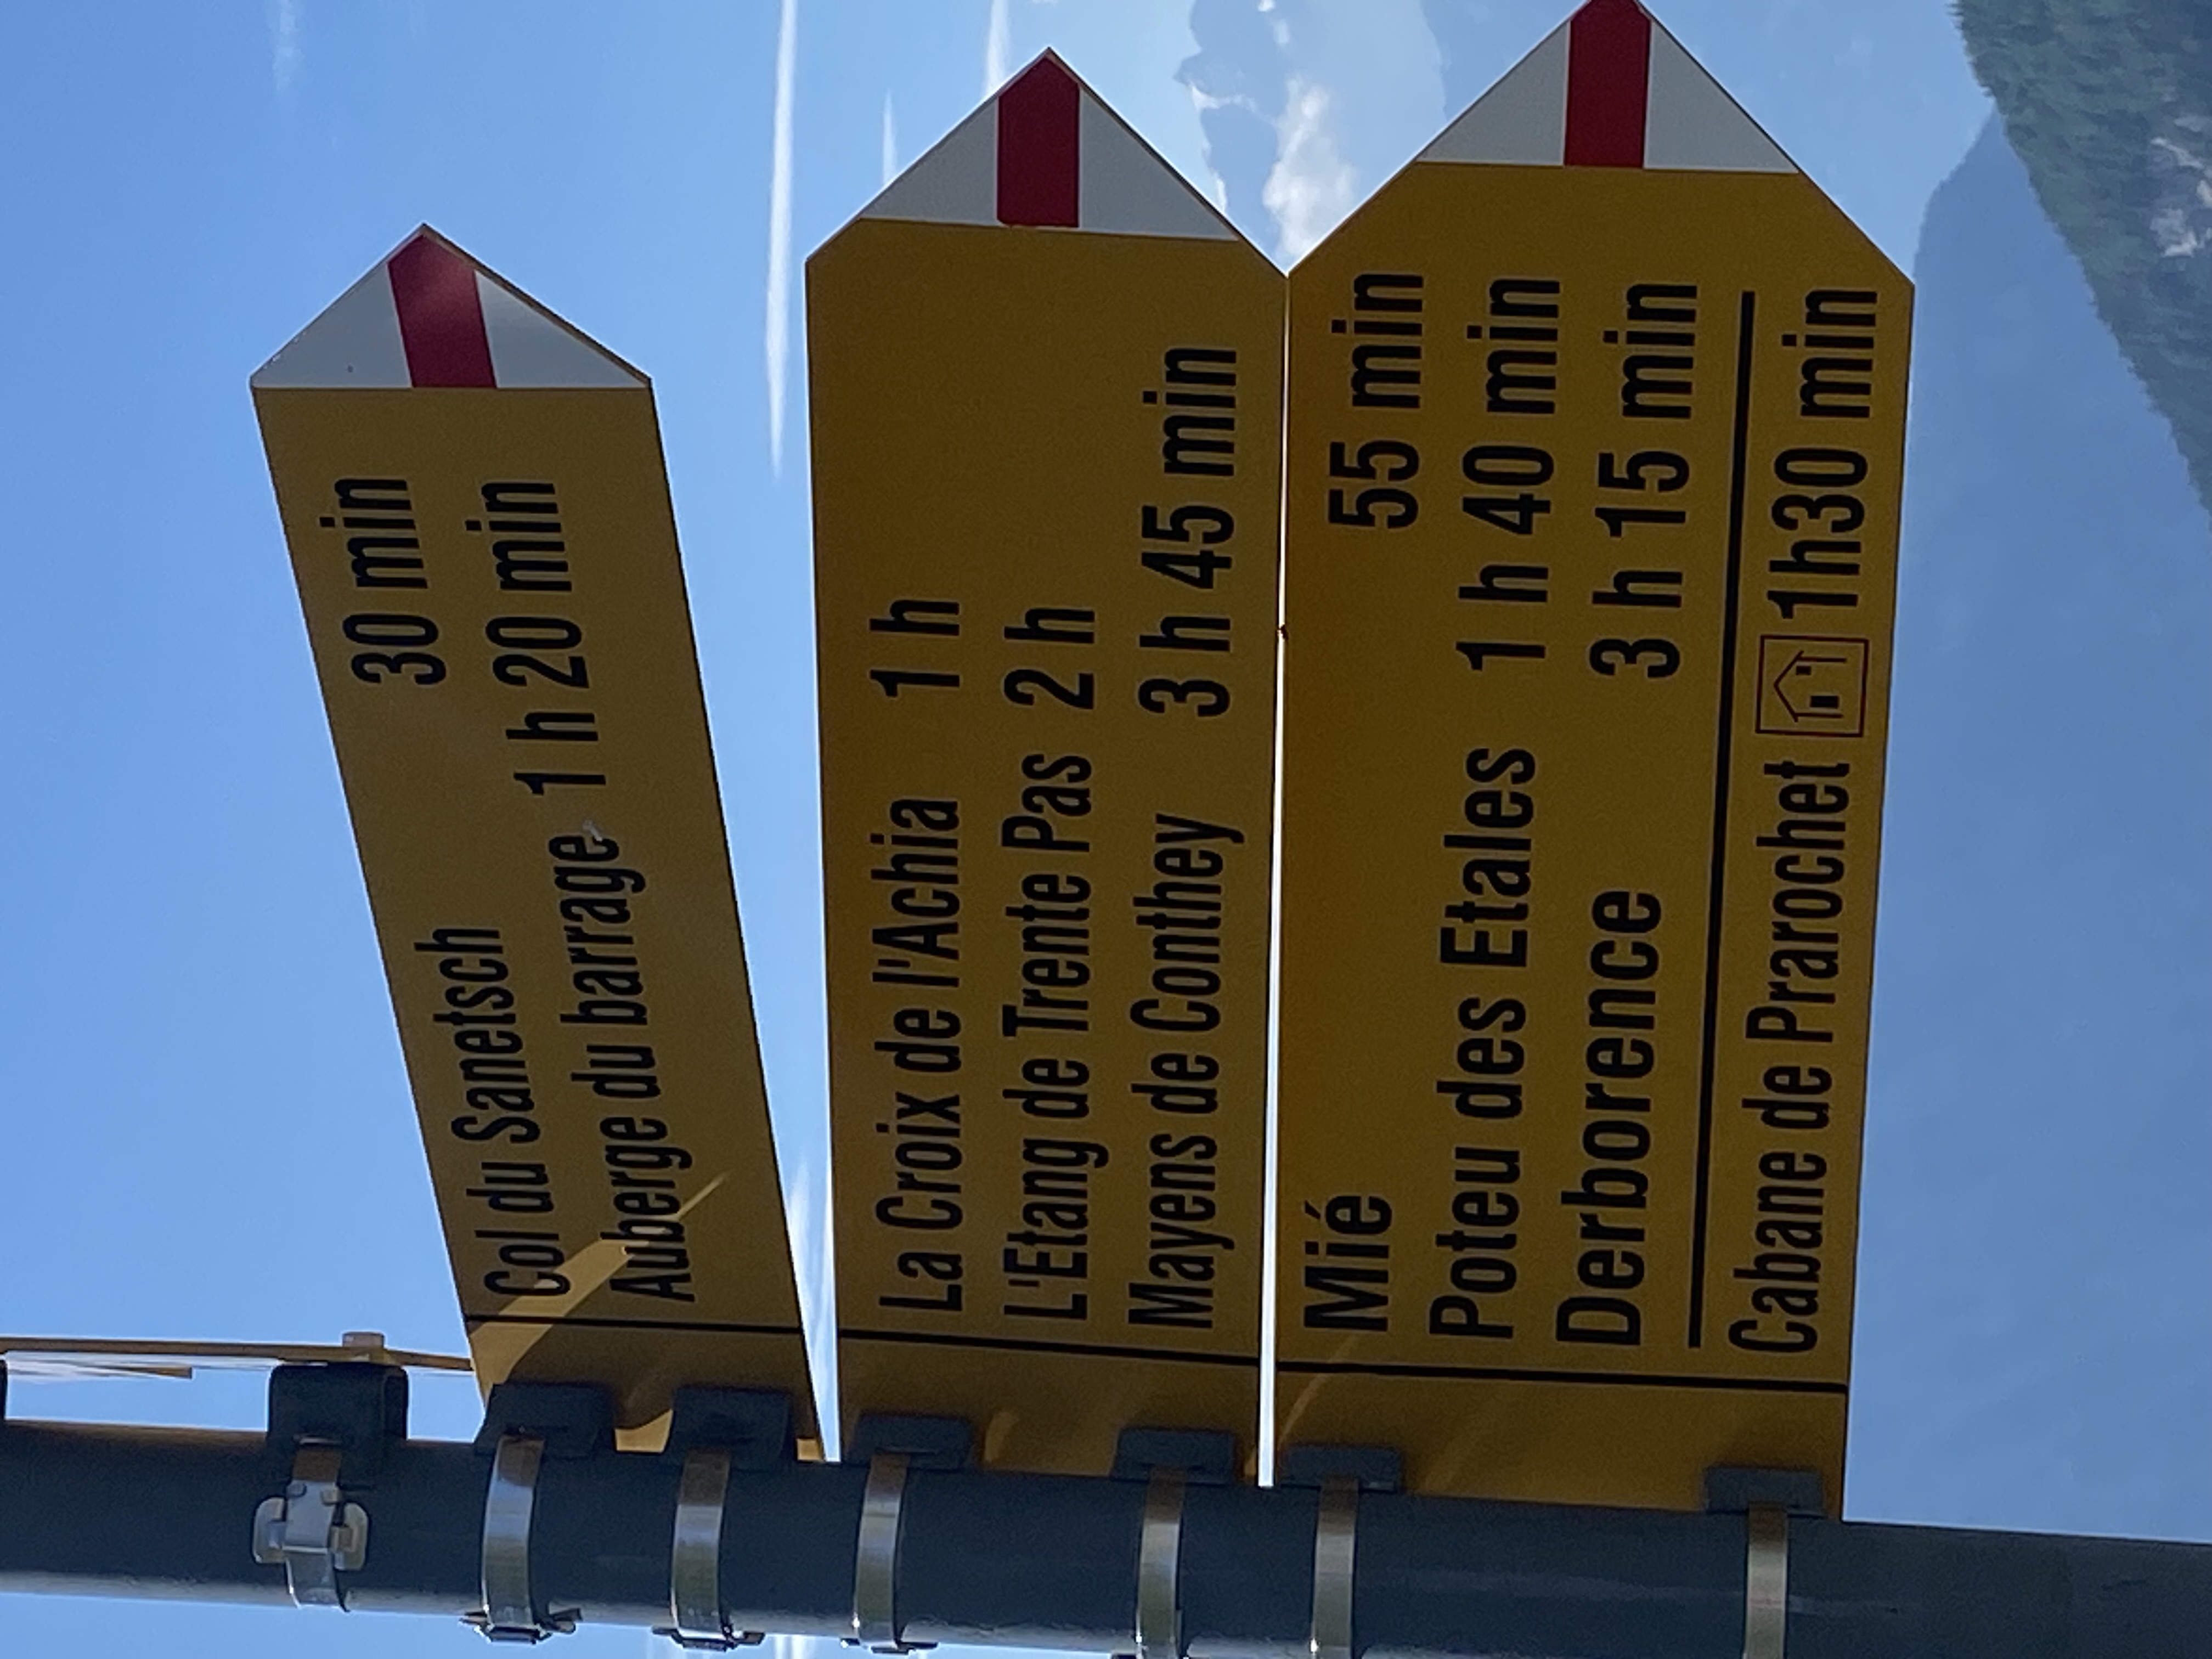 Col du Sanetsch 30 min
Auberge du barrage 1 h 20 min
La Croix de l'Achia 1 h
L'Etang de Trente Pas 2 h
Mayens de Conthey 3 h 45 min
Mié 55 min
Poteu des Etales 1 h 40 min
Derborence 3 h 15 min
Cabane de Prarochet 1h30 min